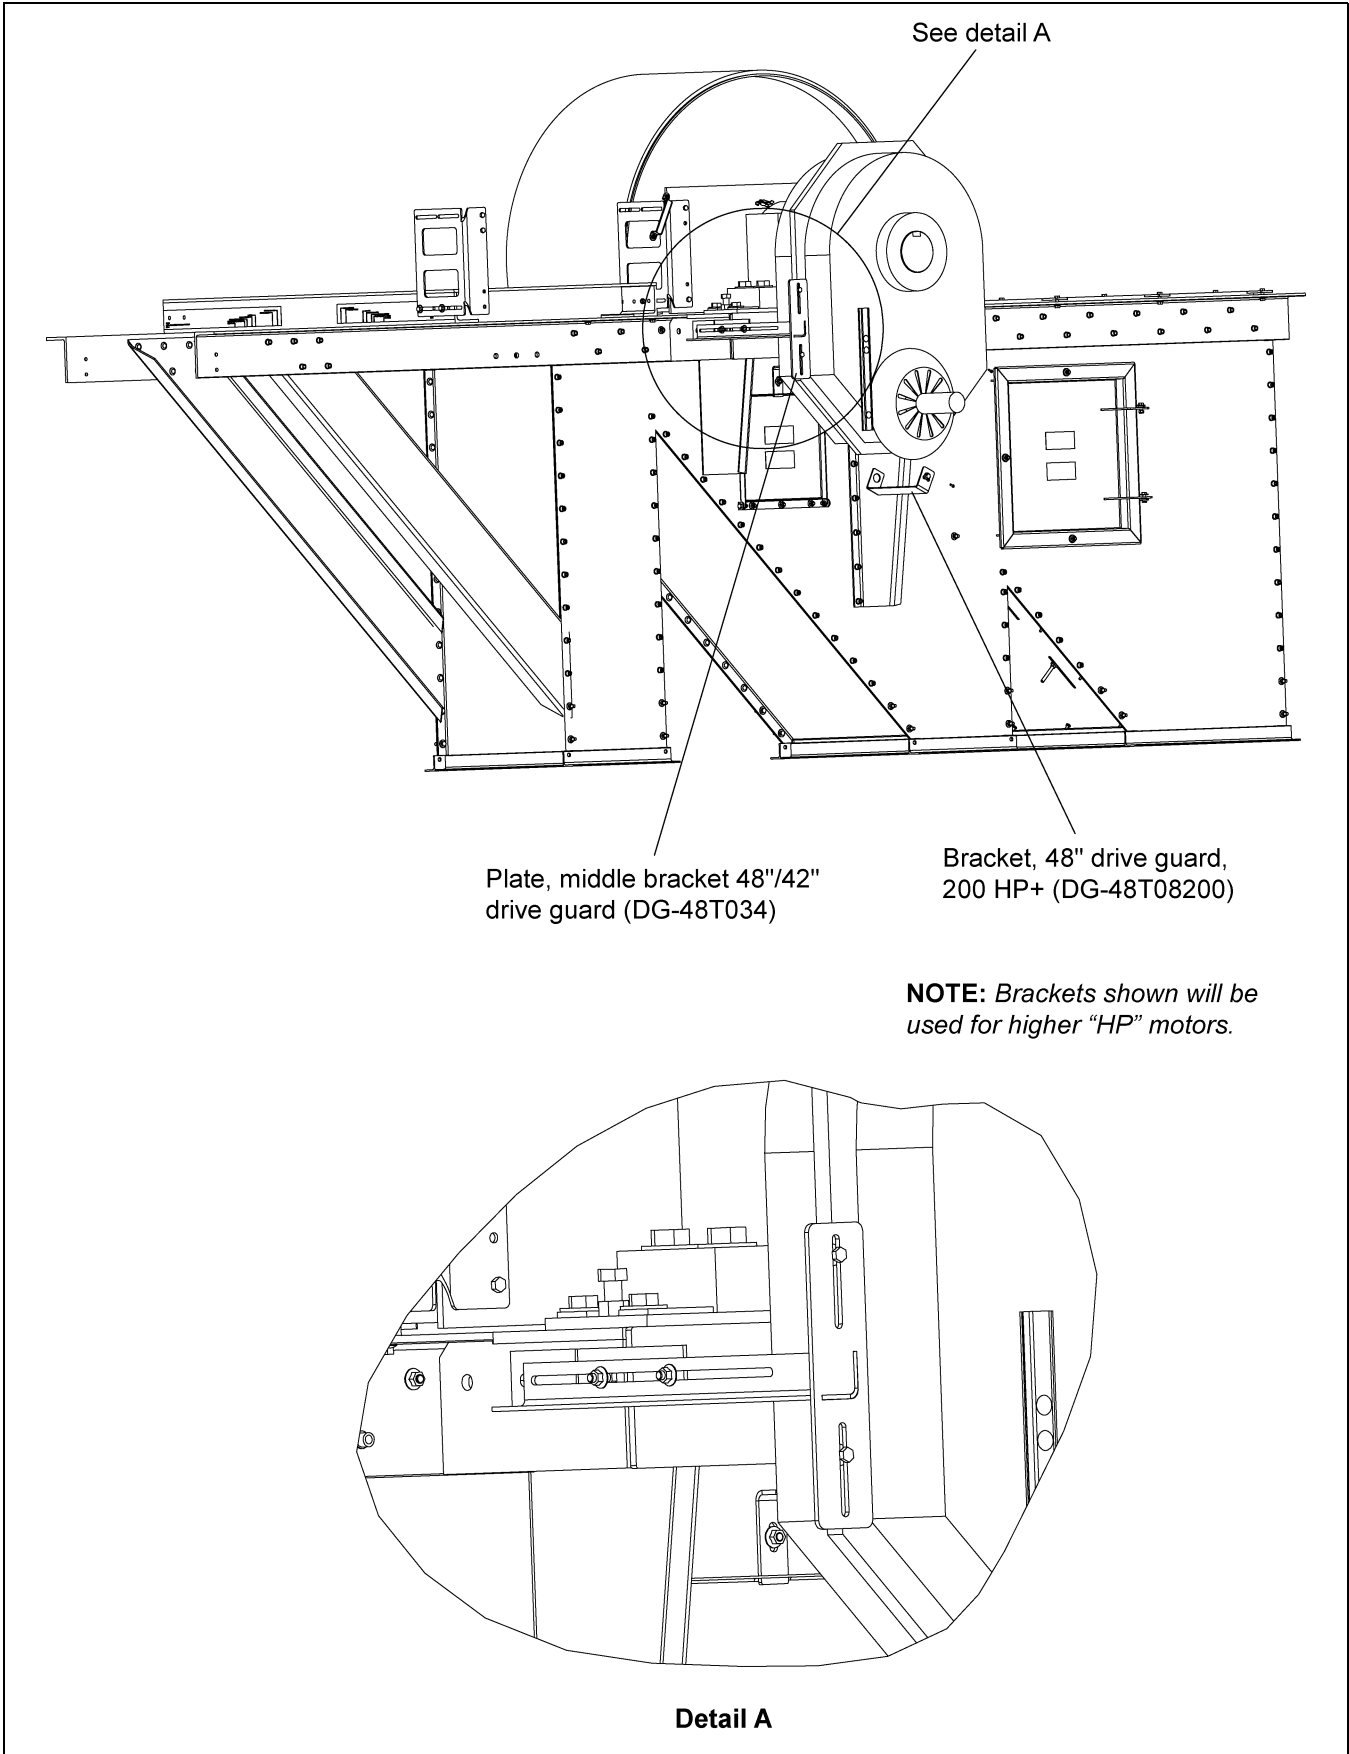 See detail A
Plate, middle bracket 48"/42"
drive guard (DG-48T034)
Bracket, 48" drive guard,
200 HP+ (DG-48T08200)
NOTE: Brackets shown will be
used for higher “HP” motors.
Detail A